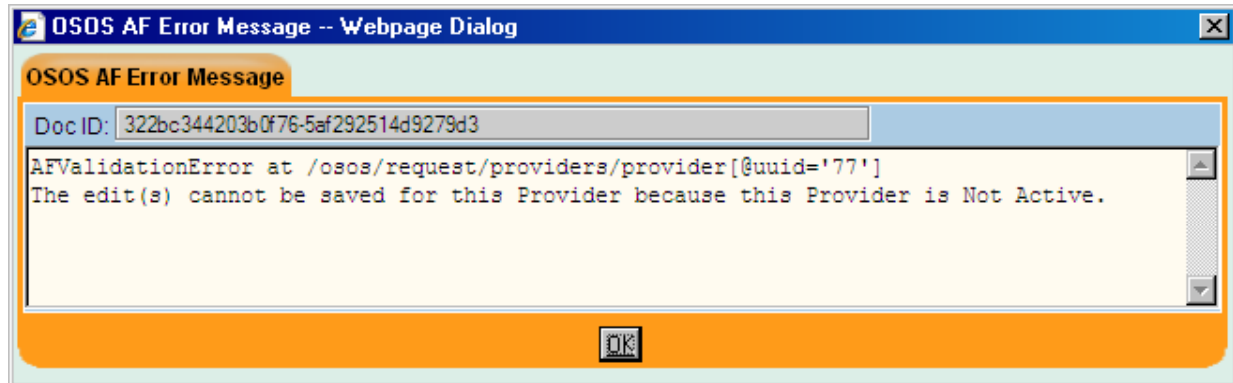 OSOS AF Error Message -- Webpage Dialog
OSOS AF Error Message
Doc ID: 322bc344203b0f76-5af292514d9279d3
AFValidationError at /osos/request/providers/provider[@uuid='77']
The edit(s) cannot be saved for this Provider because this Provider is Not Active.
OK